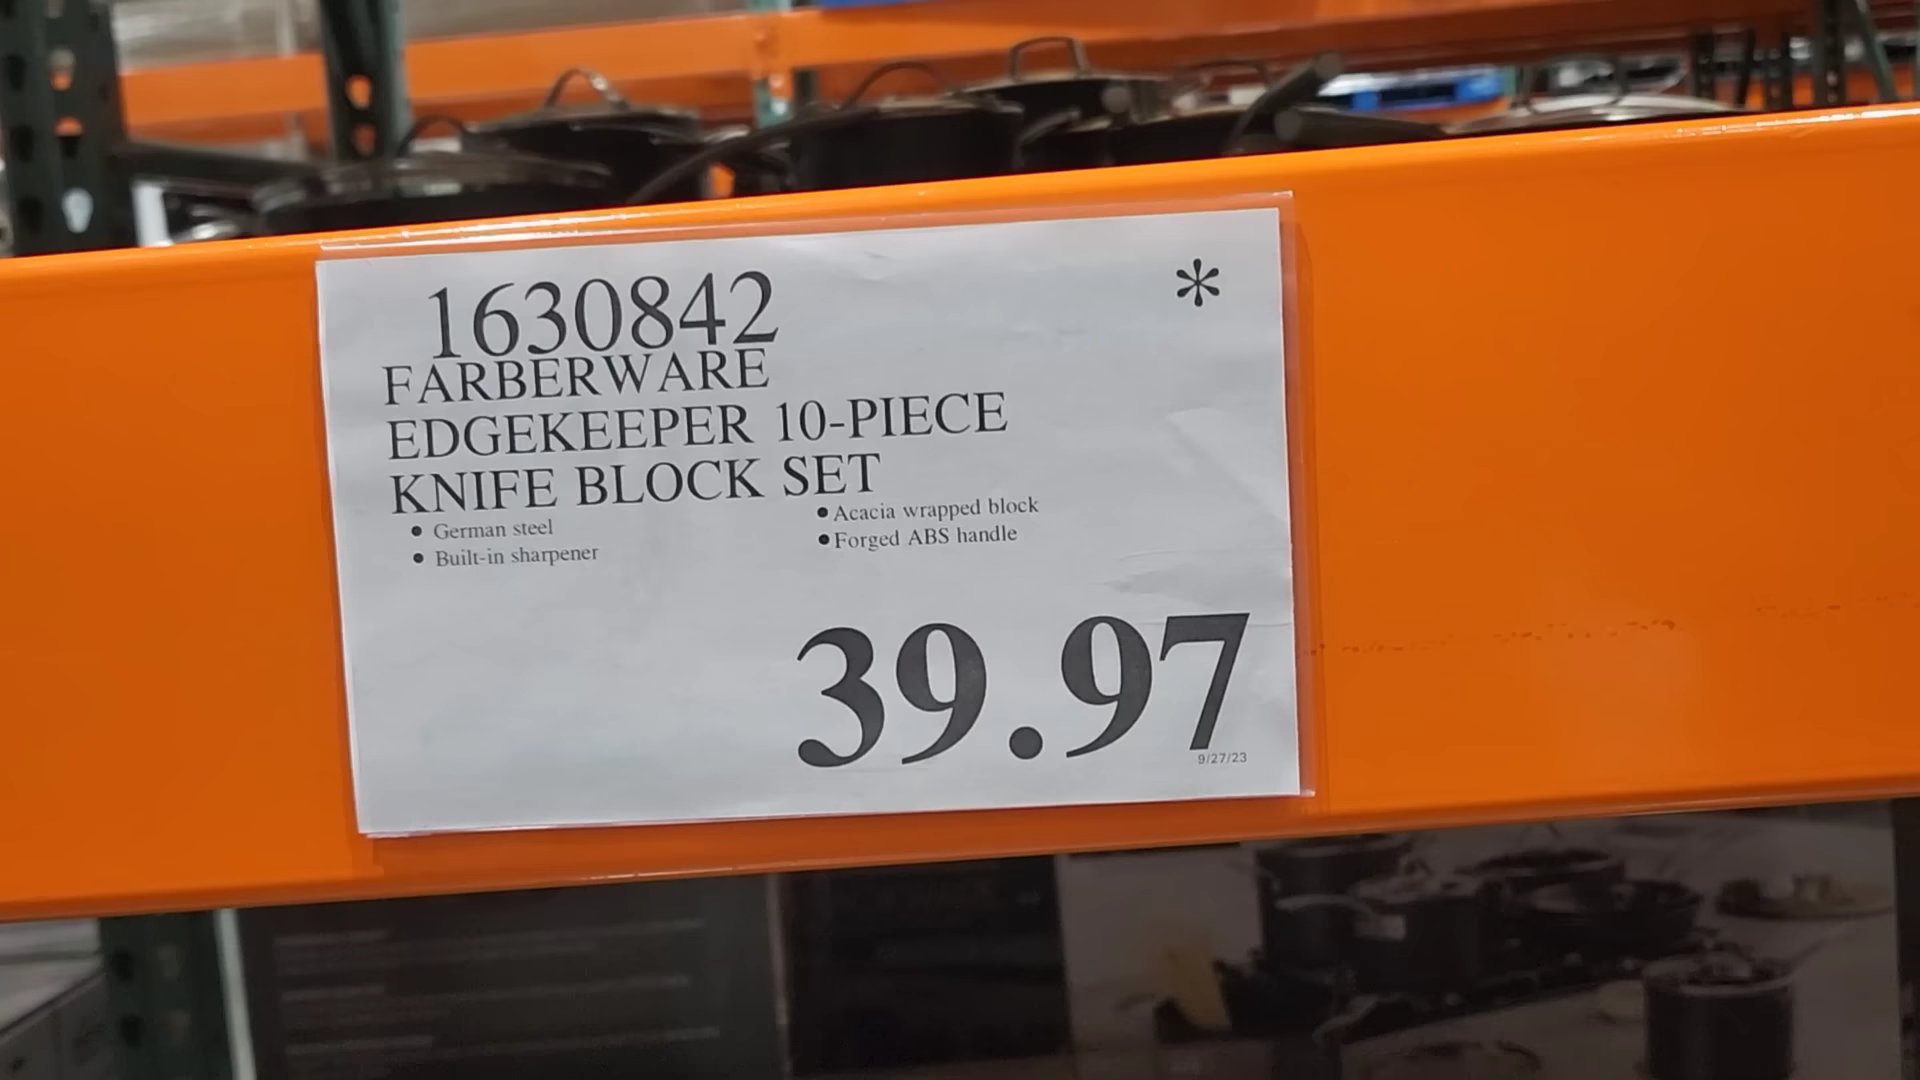 1630842
*
FARBERWARE
EDGEKEEPER 10-PIECE
KNIFE BLOCK SET
• German steel
• Built-in sharpener
• Acacia wrapped block
• Forged ABS handle
39.97
9/27/23